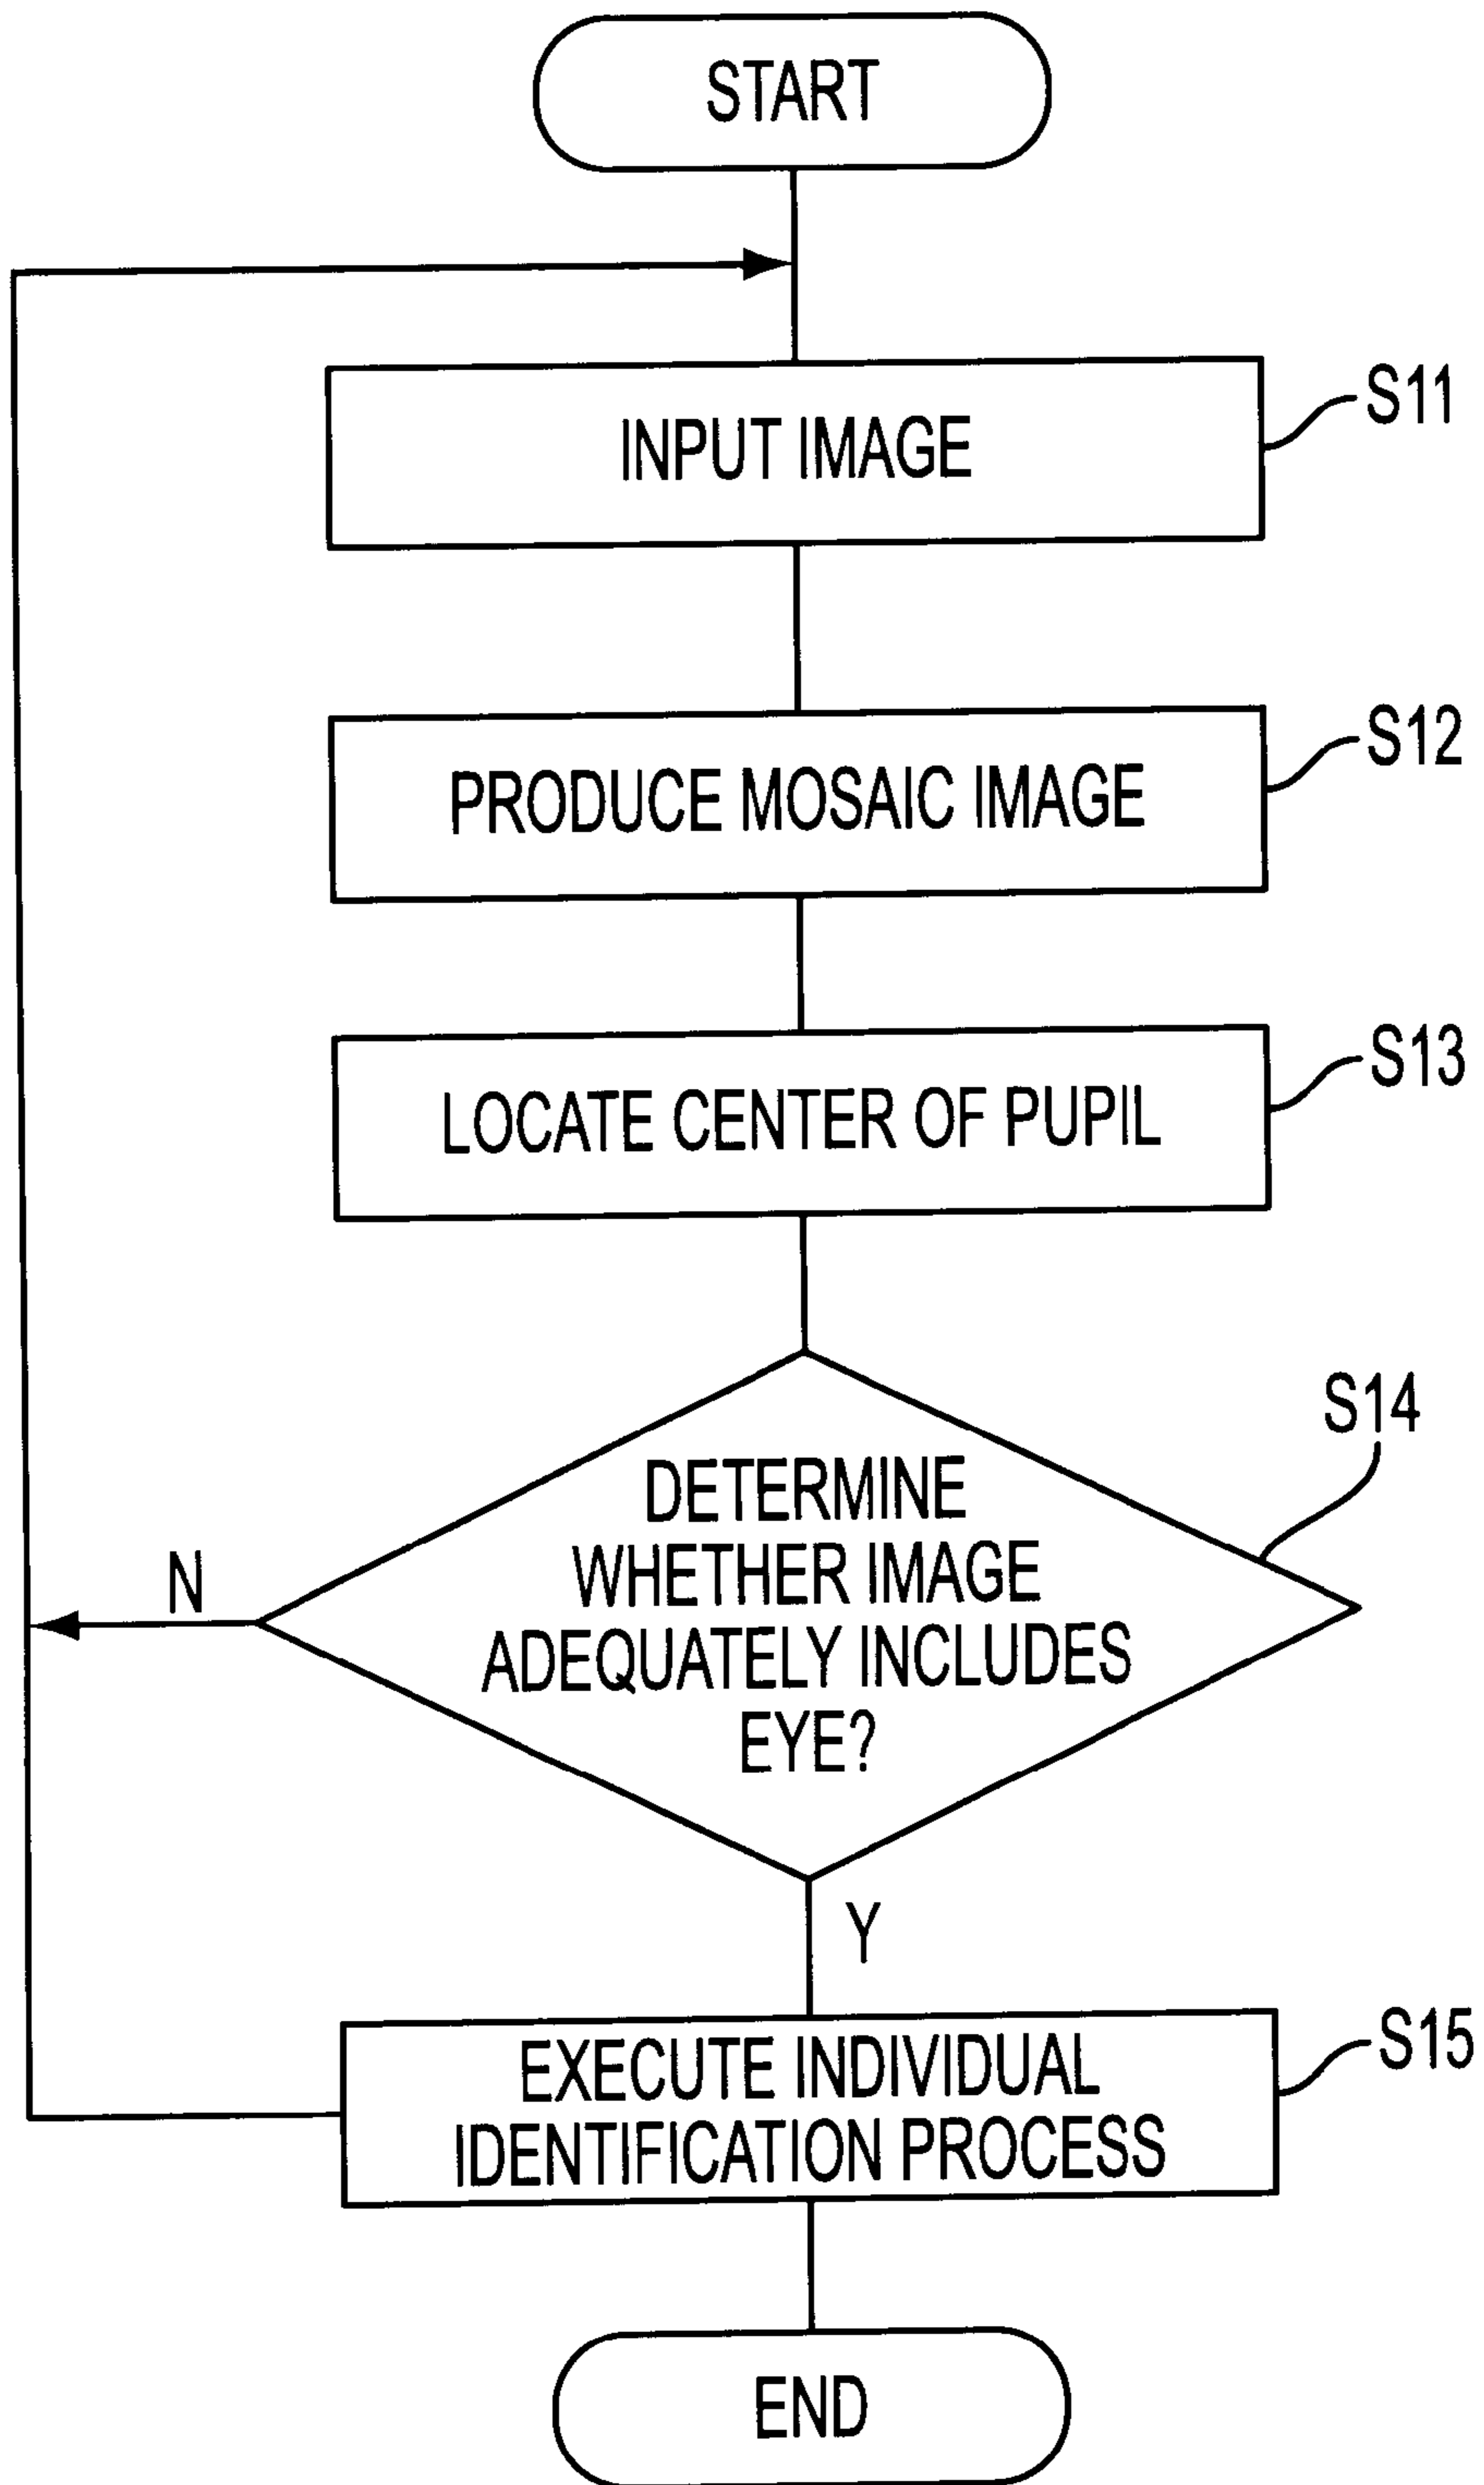 START
INPUT IMAGE
S11
PRODUCE MOSAIC IMAGE
S12
LOCATE CENTER OF PUPIL
S13
DETERMINE
WHETHER IMAGE
ADEQUATELY INCLUDES
EYE?
S14
N
Y
EXECUTE INDIVIDUAL
IDENTIFICATION PROCESS
S15
END